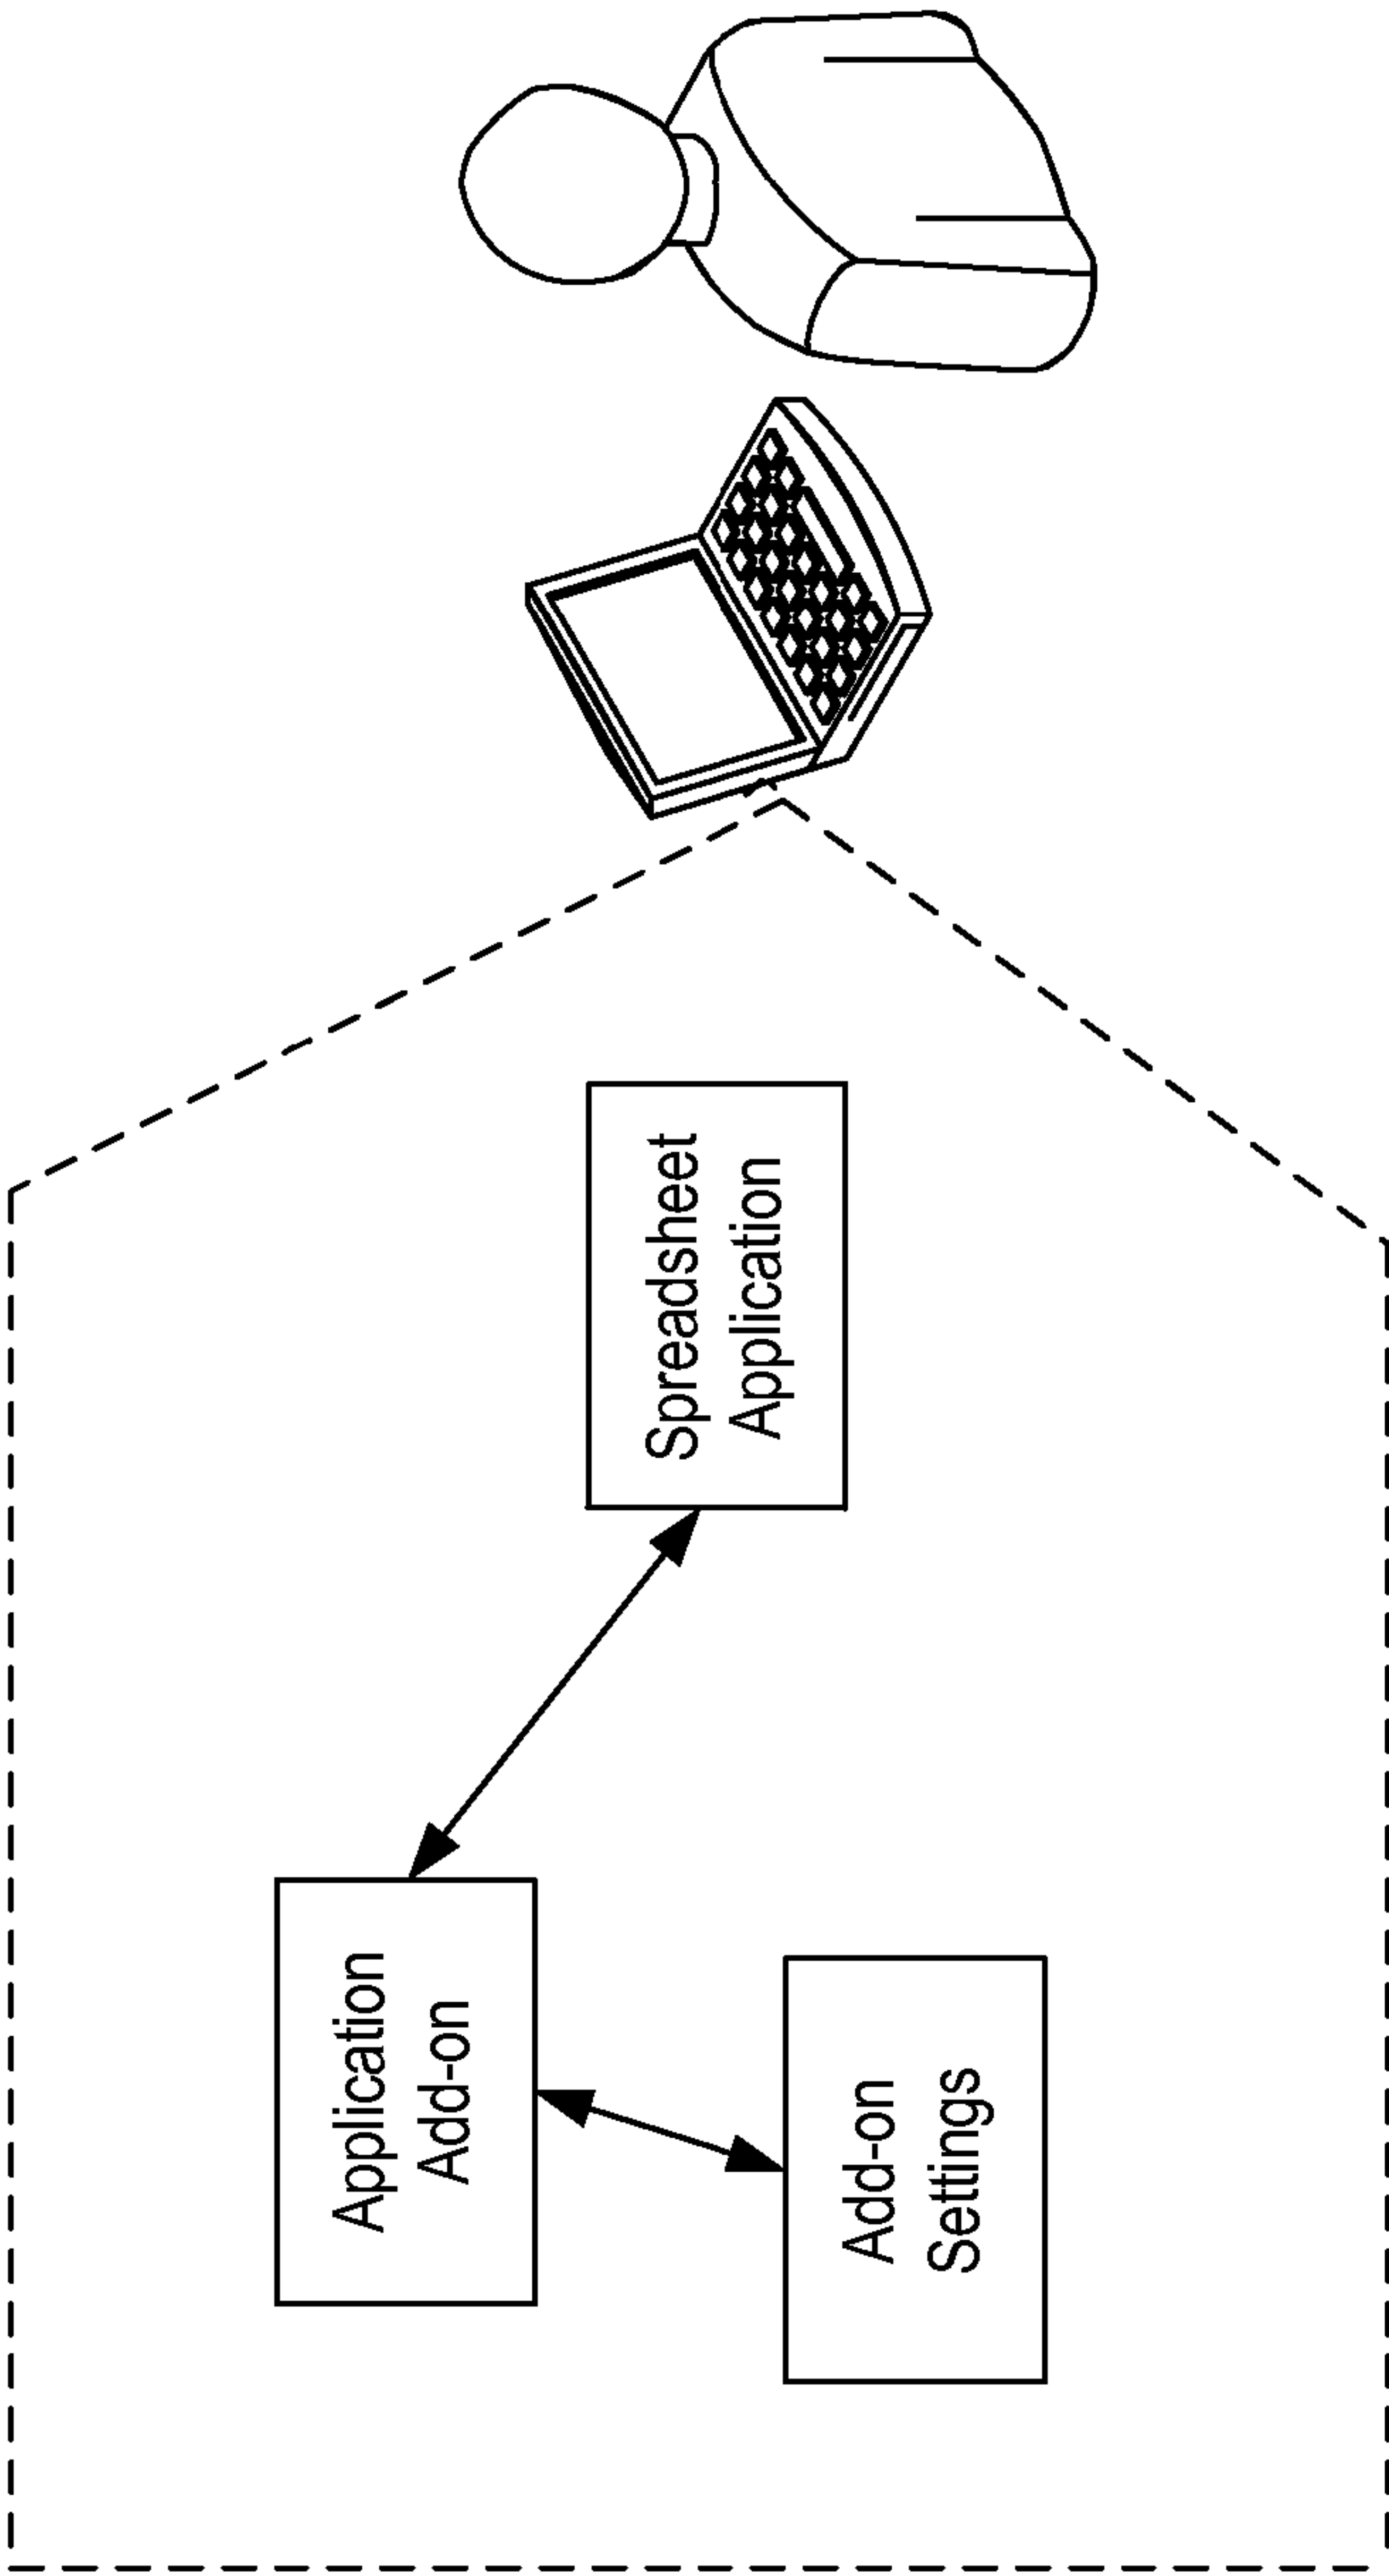 Spreadsheet
Application
Application
Add-on
Add-on
Settings